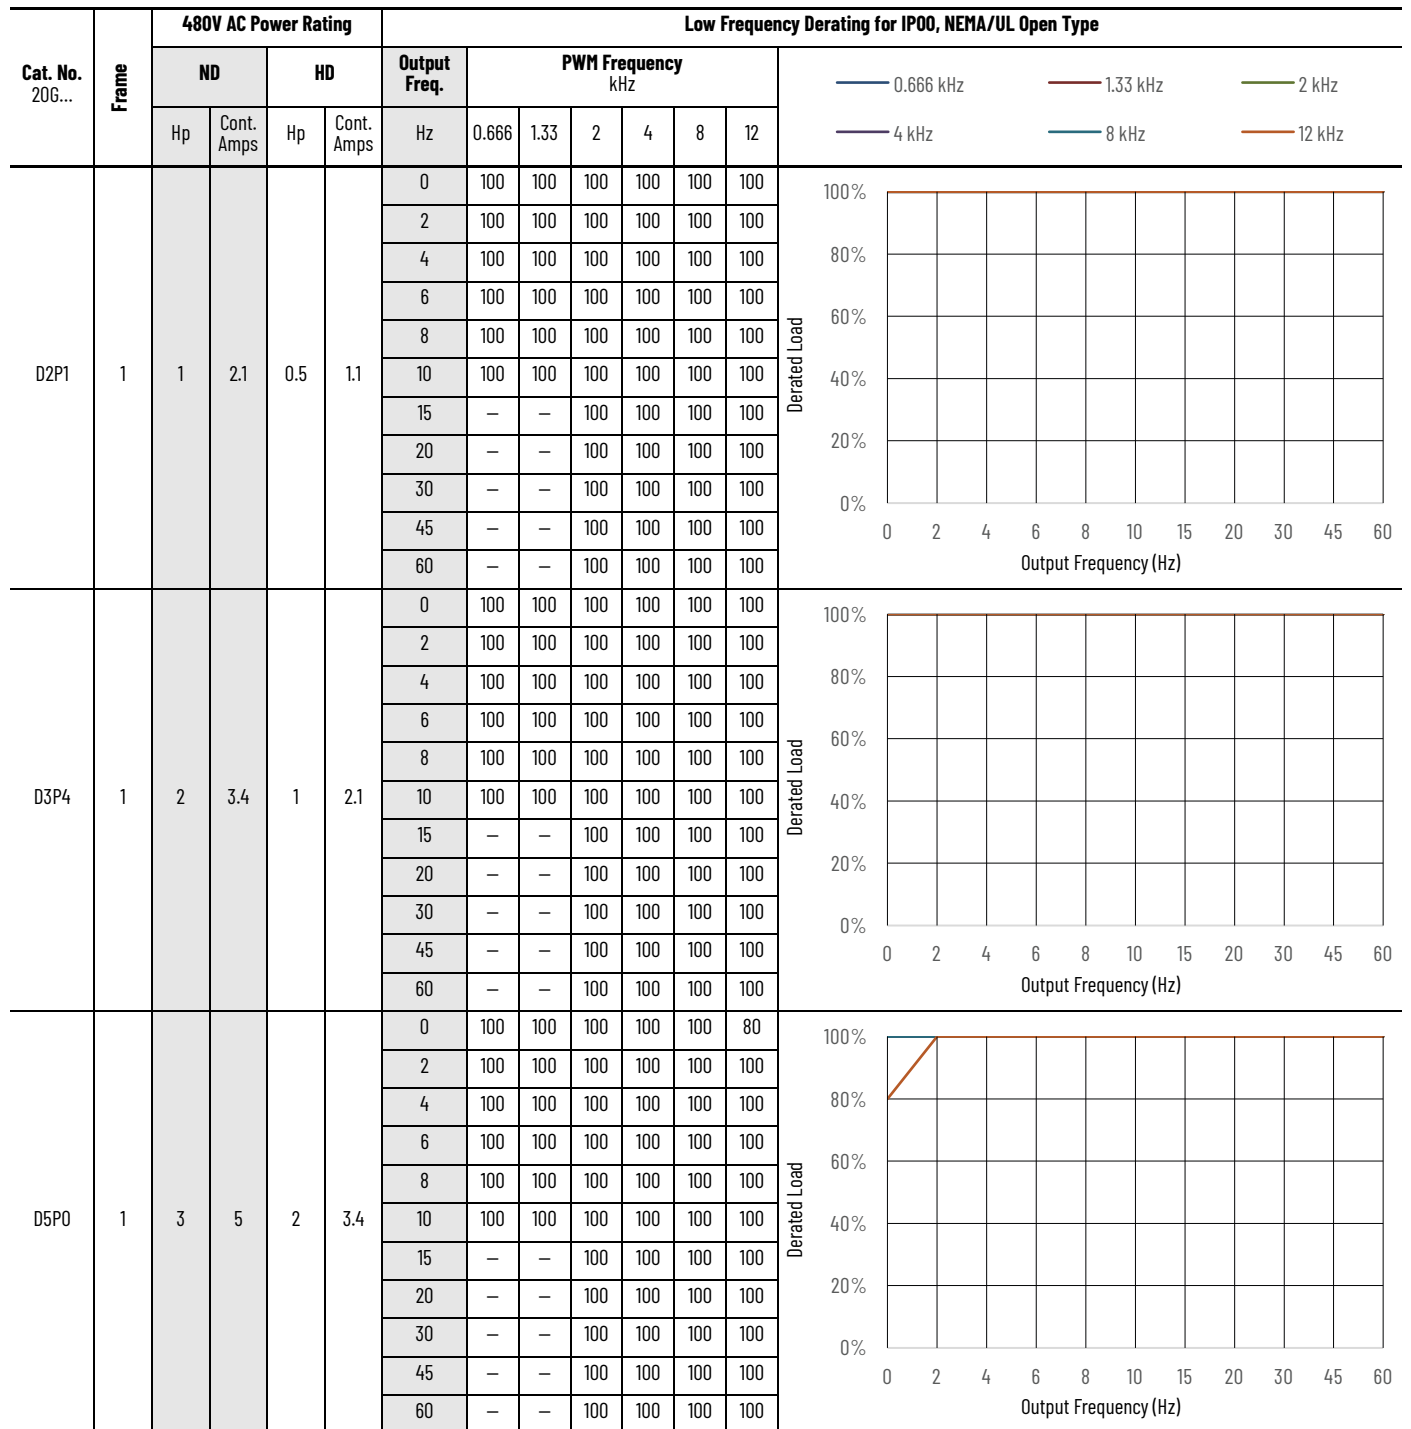 480V AC Power Rating
Low Frequency Derating for IP00, NEMA/UL Open Type
Cat. No.
20G...
Frame
ND
HD
Output
Freq.
PWM Frequency
kHz
0.666 kHz 1.33 kHz 2 kHz
4 kHz 8 kHz 12 kHz
Hp Cont. Amps Hp Cont. Amps Hz 0.666 1.33 2 4 8 12
D2P1 1 1 2.1 0.5 1.1
0 100 100 100 100 100 100
2 100 100 100 100 100 100
4 100 100 100 100 100 100
6 100 100 100 100 100 100
8 100 100 100 100 100 100
10 100 100 100 100 100 100
15 – – 100 100 100 100
20 – – 100 100 100 100
30 – – 100 100 100 100
45 – – 100 100 100 100
60 – – 100 100 100 100
Derated Load
100%
80%
60%
40%
20%
0%
0 2 4 6 8 10 15 20 30 45 60
Output Frequency (Hz)
D3P4 1 2 3.4 1 2.1
0 100 100 100 100 100 100
2 100 100 100 100 100 100
4 100 100 100 100 100 100
6 100 100 100 100 100 100
8 100 100 100 100 100 100
10 100 100 100 100 100 100
15 – – 100 100 100 100
20 – – 100 100 100 100
30 – – 100 100 100 100
45 – – 100 100 100 100
60 – – 100 100 100 100
Derated Load
100%
80%
60%
40%
20%
0%
0 2 4 6 8 10 15 20 30 45 60
Output Frequency (Hz)
D5P0 1 3 5 2 3.4
0 100 100 100 100 100 80
2 100 100 100 100 100 100
4 100 100 100 100 100 100
6 100 100 100 100 100 100
8 100 100 100 100 100 100
10 100 100 100 100 100 100
15 – – 100 100 100 100
20 – – 100 100 100 100
30 – – 100 100 100 100
45 – – 100 100 100 100
60 – – 100 100 100 100
Derated Load
100%
80%
60%
40%
20%
0%
0 2 4 6 8 10 15 20 30 45 60
Output Frequency (Hz)